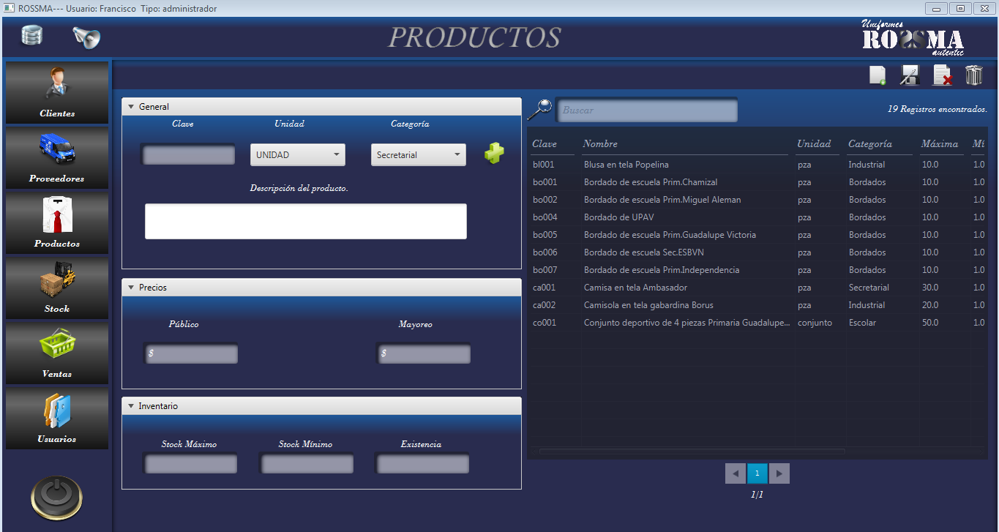 ROSSMA--- Usuario: Francisco Tipo: administrador
PRODUCTOS
Uniformes
ROSSMA
autentic
Clientes
Proveedores
Productos
Stock
Ventas
Usuarios
General
Clave Unidad Categoría
UNIDAD Secretarial
Descripción del producto.
Precios
Público Mayoreo
$ $
Inventario
Stock Máximo Stock Mínimo Existencia
Buscar 19 Registros encontrados.
Clave Nombre Unidad Categoría Máxima Mí
bl001 Blusa en tela Popelina pza Industrial 10.0 1.0
bo001 Bordado de escuela Prim.Chamizal pza Bordados 10.0 1.0
bo002 Bordado de escuela Prim.Miguel Aleman pza Bordados 10.0 1.0
bo004 Bordado de UPAV pza Bordados 10.0 1.0
bo005 Bordado de escuela Prim.Guadalupe Victoria pza Bordados 10.0 1.0
bo006 Bordado de escuela Sec.ESBVN pza Bordados 10.0 1.0
bo007 Bordado de escuela Prim.Independencia pza Bordados 10.0 1.0
ca001 Camisa en tela Ambasador pza Secretarial 30.0 1.0
ca002 Camisola en tela gabardina Borus pza Industrial 20.0 1.0
co001 Conjunto deportivo de 4 piezas Primaria Guadalupe... conjunto Escolar 50.0 1.0
1
1/1